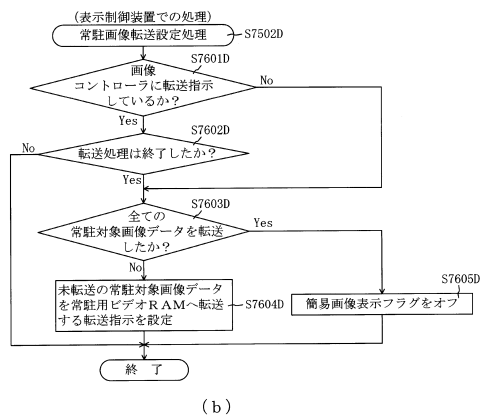 (表示制御装置での処理)
常駐画像転送設定処理
S7502D
S7601D
画像
コントローラに転送指示
しているか？
No
Yes
S7602D
No
転送処理は終了したか？
Yes
S7603D
全ての
常駐対象画像データを転送
したか？
Yes
No
未転送の常駐対象画像データ
を常駐用ビデオＲＡＭへ転送
する転送指示を設定
S7604D
S7605D
簡易画像表示フラグをオフ
終　了
(b)